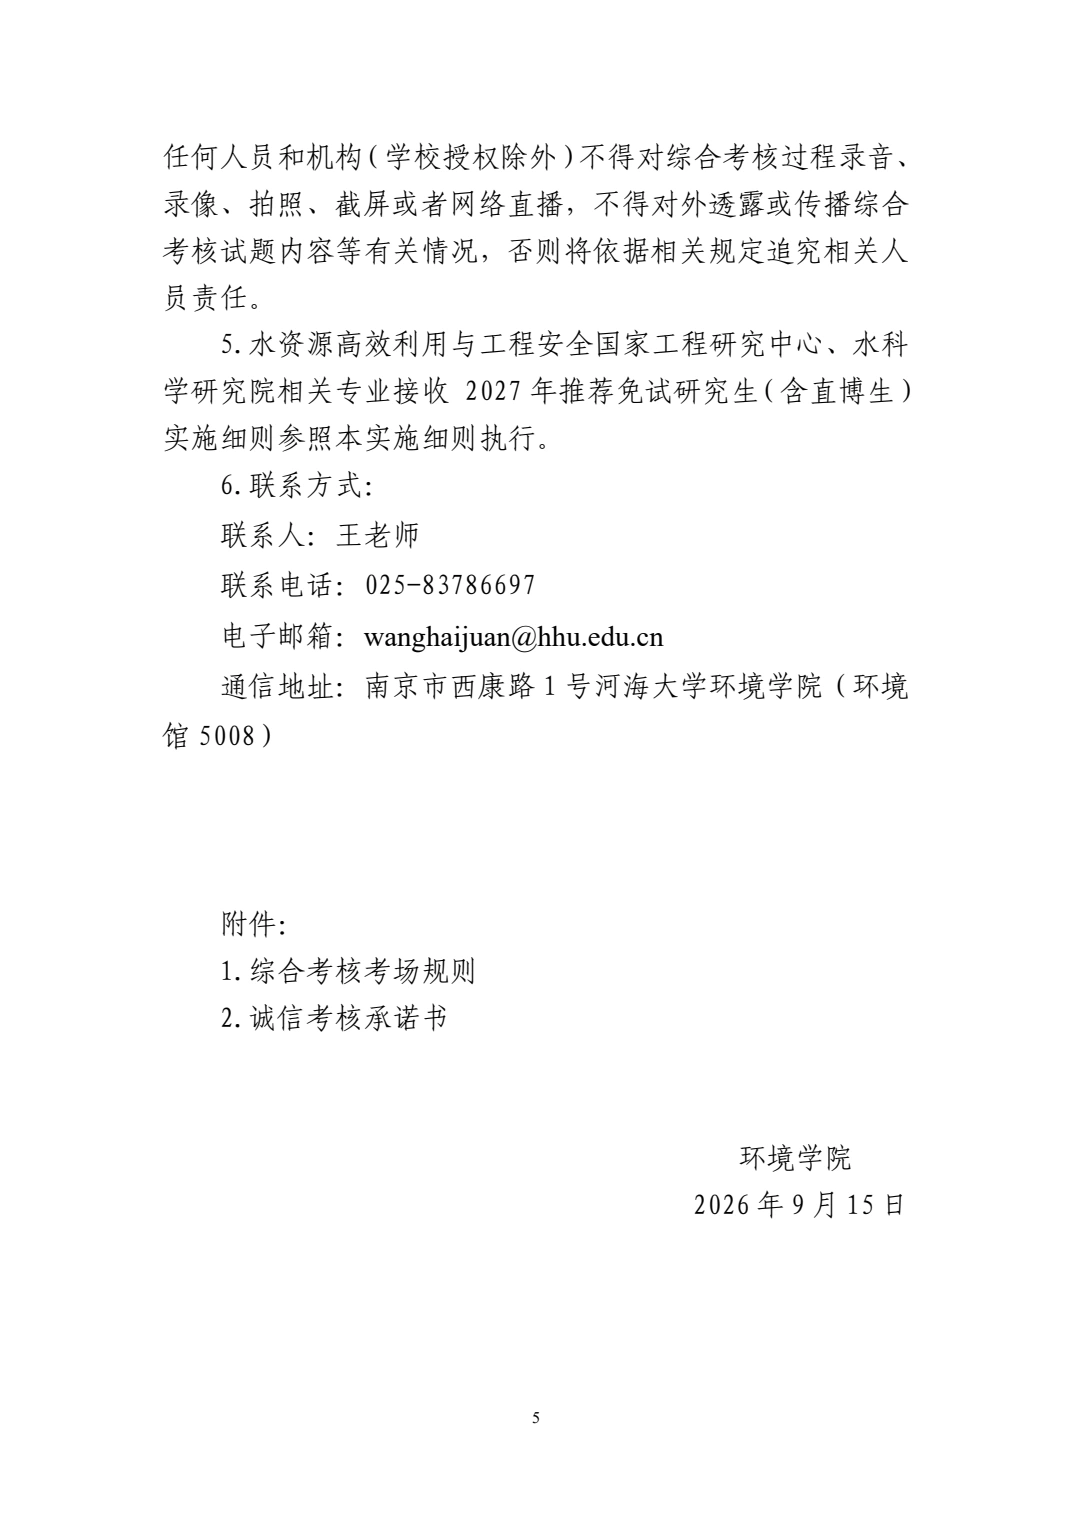 任何人员和机构(学校授权除外)不得对综合考核过程录音、
录像、拍照、截屏或者网络直播，不得对外透露或传播综合
考核试题内容等有关情况，否则将依据相关规定追究相关人
员责任。
5.水资源高效利用与工程安全国家工程研究中心、水科
学研究院相关专业接收 2027 年推荐免试研究生(含直博生)
实施细则参照本实施细则执行。
6.联系方式：
联系人：王老师
联系电话：025-83786697
电子邮箱：wanghaijuan@hhu.edu.cn
通信地址：南京市西康路 1 号河海大学环境学院（环境
馆 5008）
附件：
1.综合考核考场规则
2.诚信考核承诺书
环境学院
2026 年 9 月 15 日
5